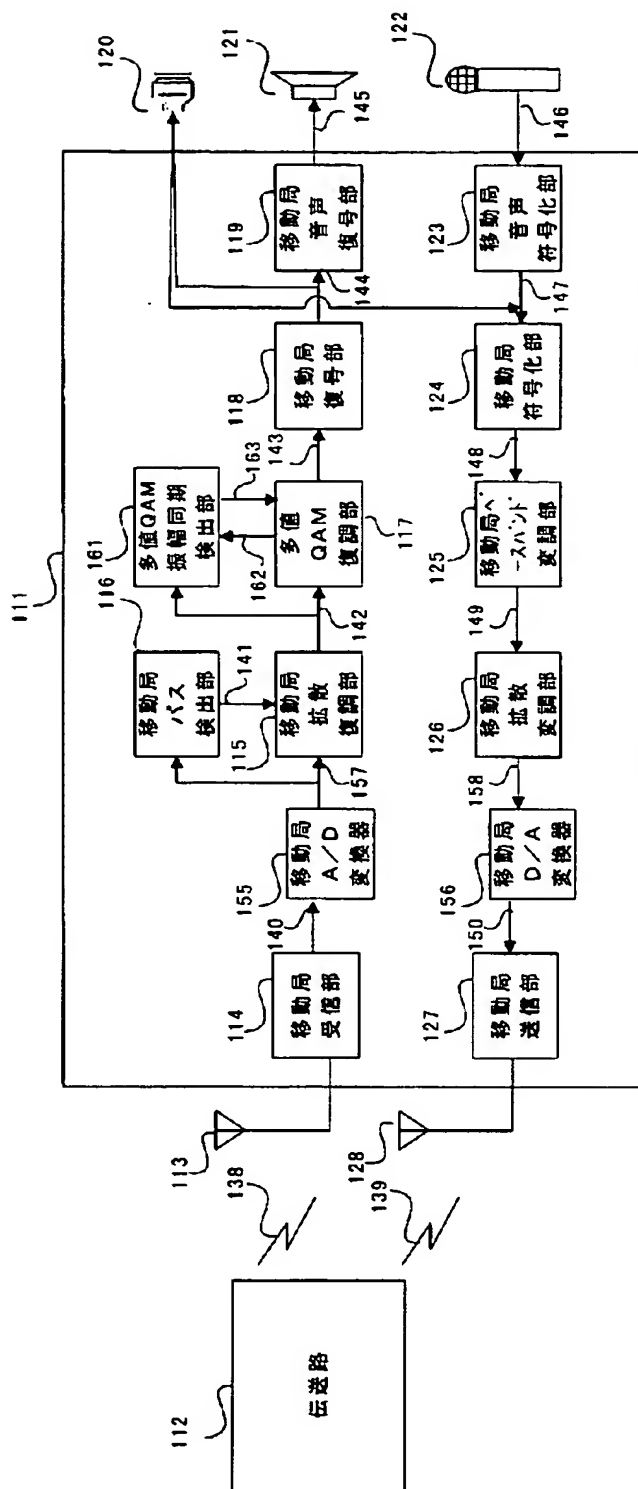 111
120
121
122
161
多値QAM
振幅同期
検出部
163
162
116
移動局
パス
検出部
141
119
移動局
音声
復号部
144
145
118
移動局
復号部
143
多値
QAM
復調部
117
142
115
移動局
拡散
復調部
157
155
移動局
A/D
変換器
140
114
移動局
受信部
113
138
112
伝送路
139
128
127
移動局
送信部
150
156
移動局
D/A
変換器
158
126
移動局
拡散
変調部
149
125
移動局ベ
ースバンド
変調部
148
124
移動局
符号化部
147
123
移動局
音声
符号化部
146